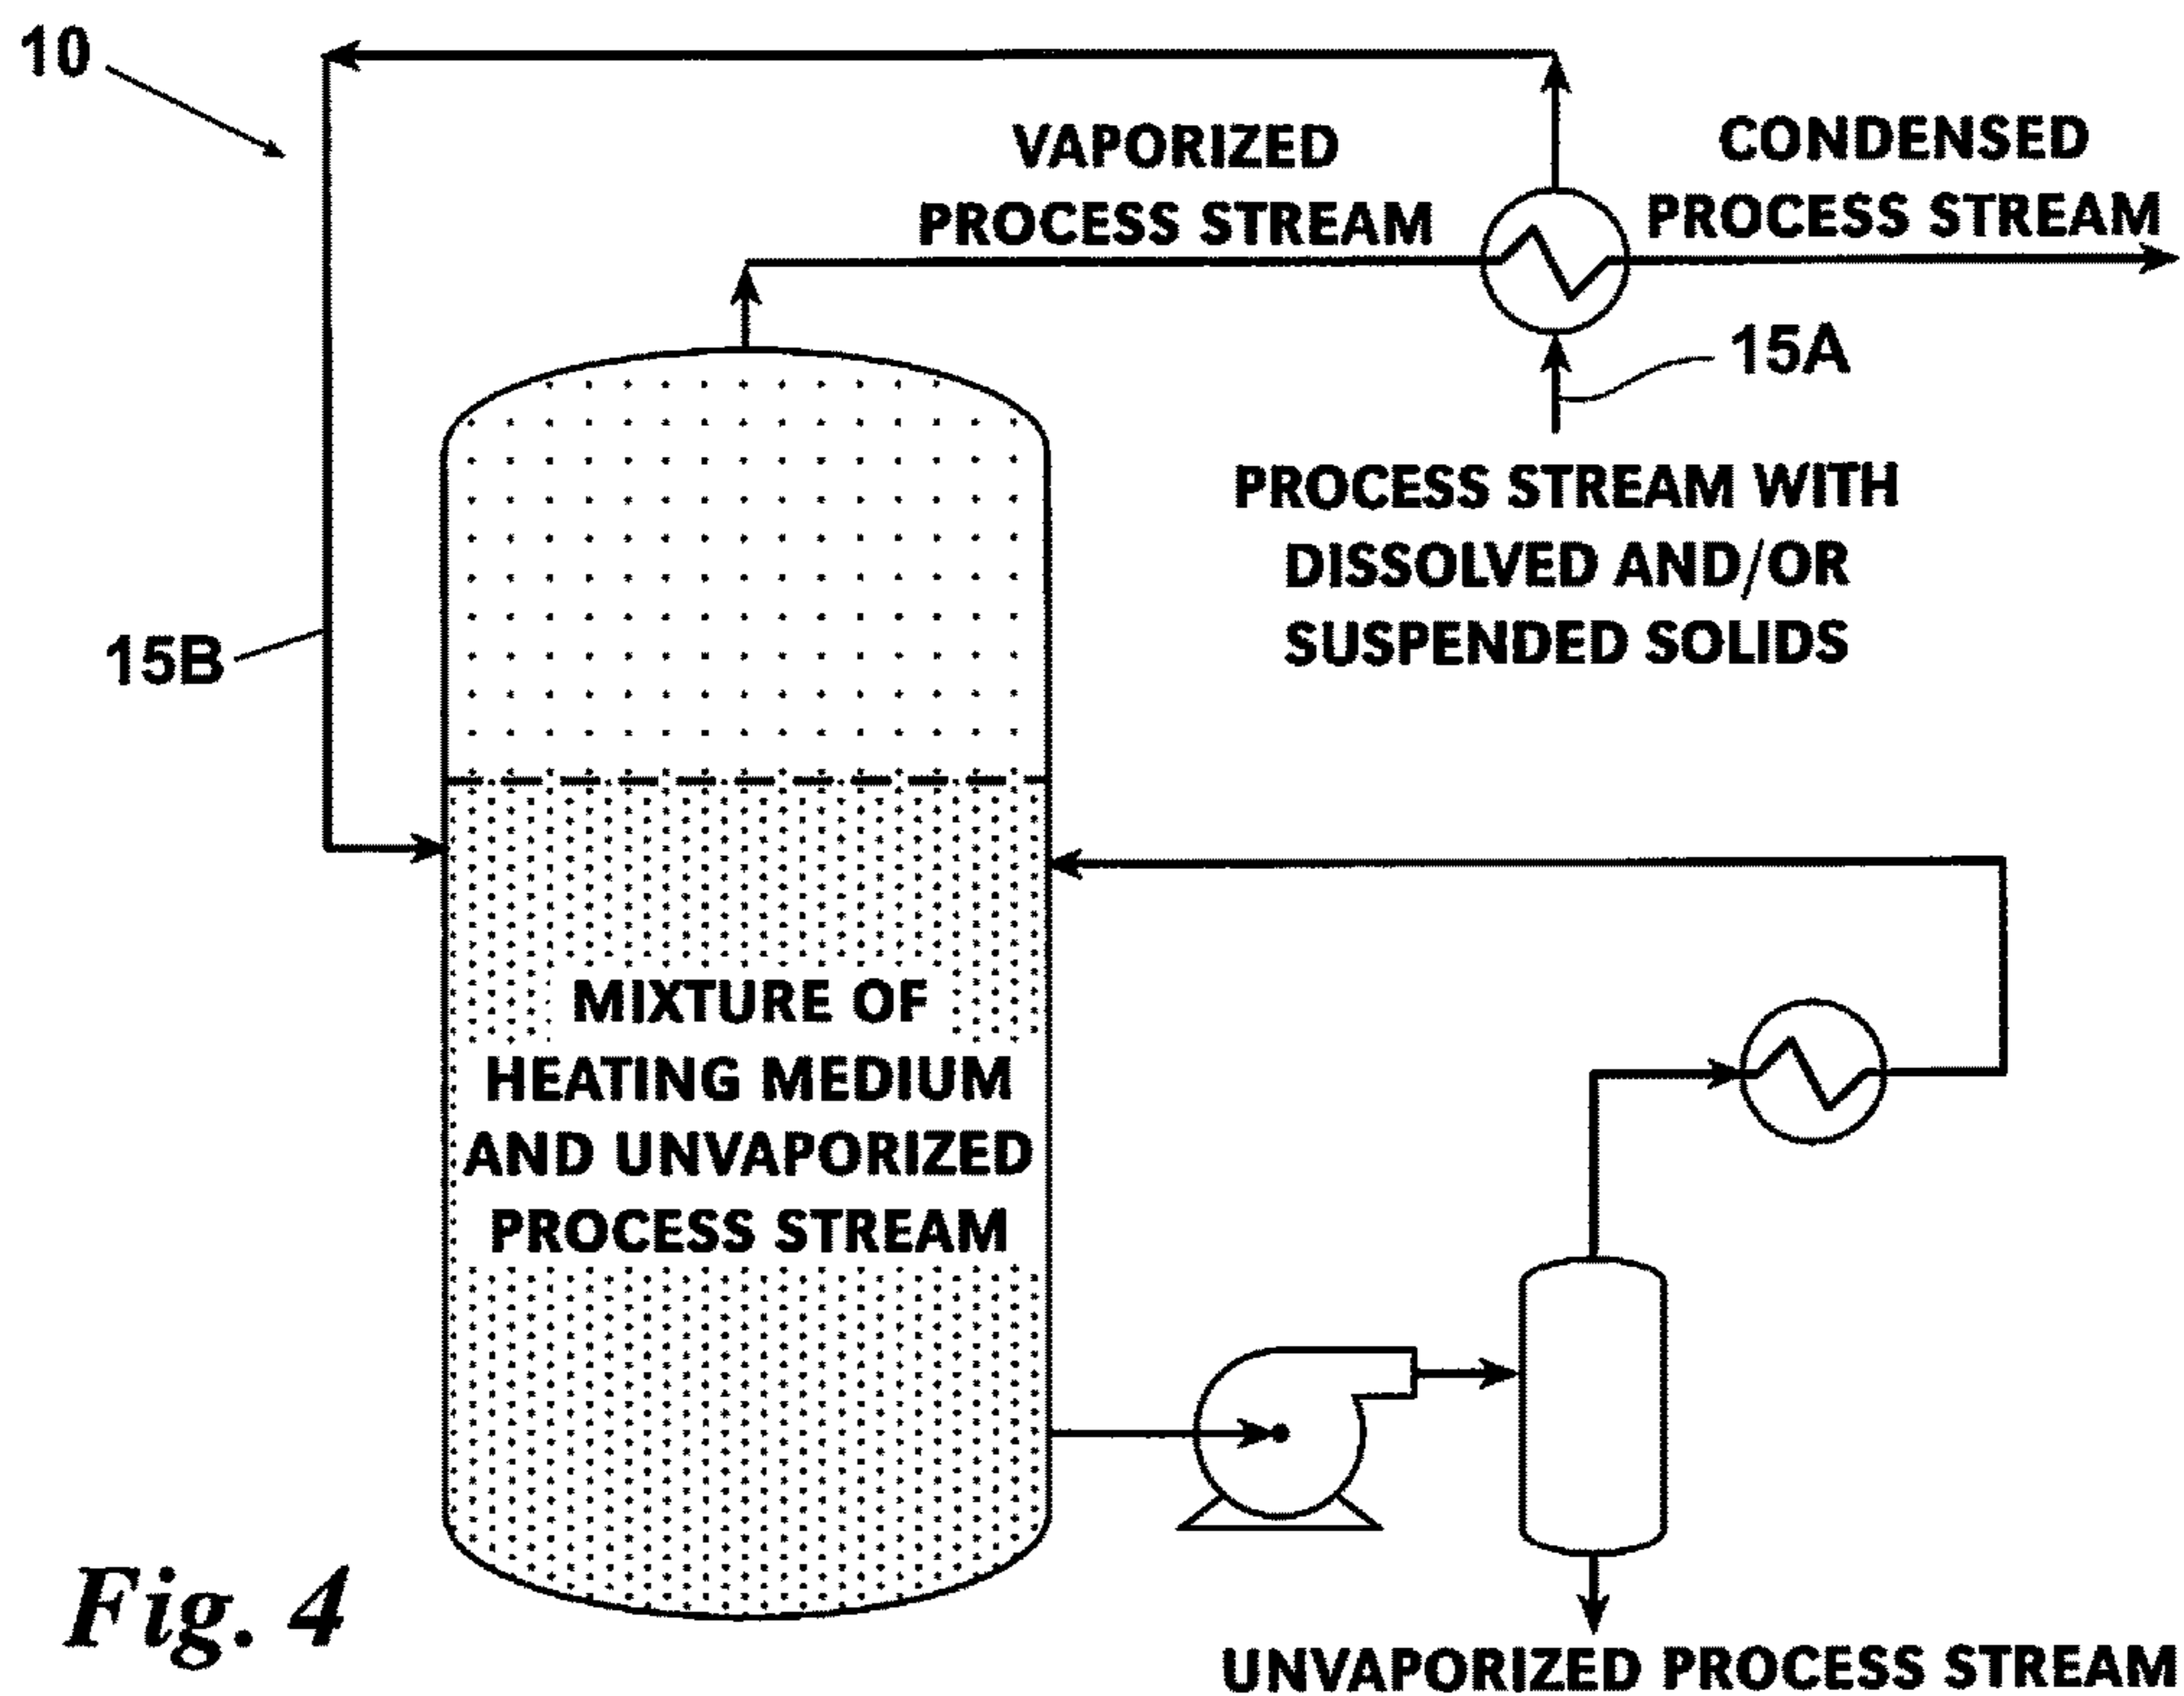 10
VAPORIZED
PROCESS STREAM
CONDENSED
PROCESS STREAM
15A
PROCESS STREAM WITH
DISSOLVED AND/OR
SUSPENDED SOLIDS
15B
MIXTURE OF
HEATING MEDIUM
AND UNVAPORIZED
PROCESS STREAM
Fig. 4
UNVAPORIZED PROCESS STREAM